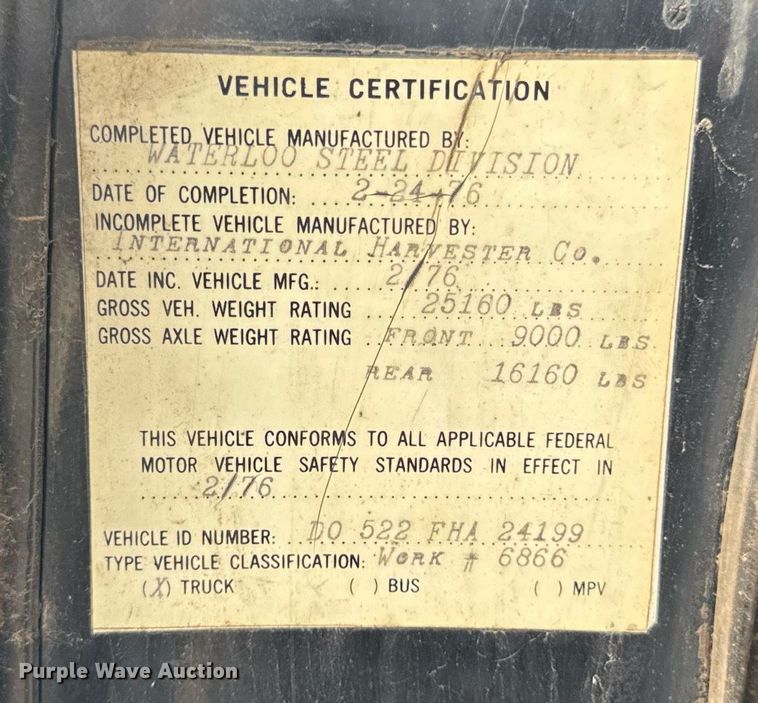 VEHICLE CERTIFICATION
COMPLETED VEHICLE MANUFACTURED BY:
WATERLOO STEEL DIVISION
DATE OF COMPLETION: 2-24-76
INCOMPLETE VEHICLE MANUFACTURED BY:
INTERNATIONAL HARVESTER CO.
DATE INC. VEHICLE MFG.: 2/76
GROSS VEH. WEIGHT RATING 25160 LBS
GROSS AXLE WEIGHT RATING FRONT 9000 LBS
REAR 16160 LBS
THIS VEHICLE CONFORMS TO ALL APPLICABLE FEDERAL
MOTOR VEHICLE SAFETY STANDARDS IN EFFECT IN
2/76
VEHICLE ID NUMBER: DO 522 FHA 24199
TYPE VEHICLE CLASSIFICATION: WORK # 6866
(X) TRUCK ( ) BUS ( ) MPV
Purple Wave Auction